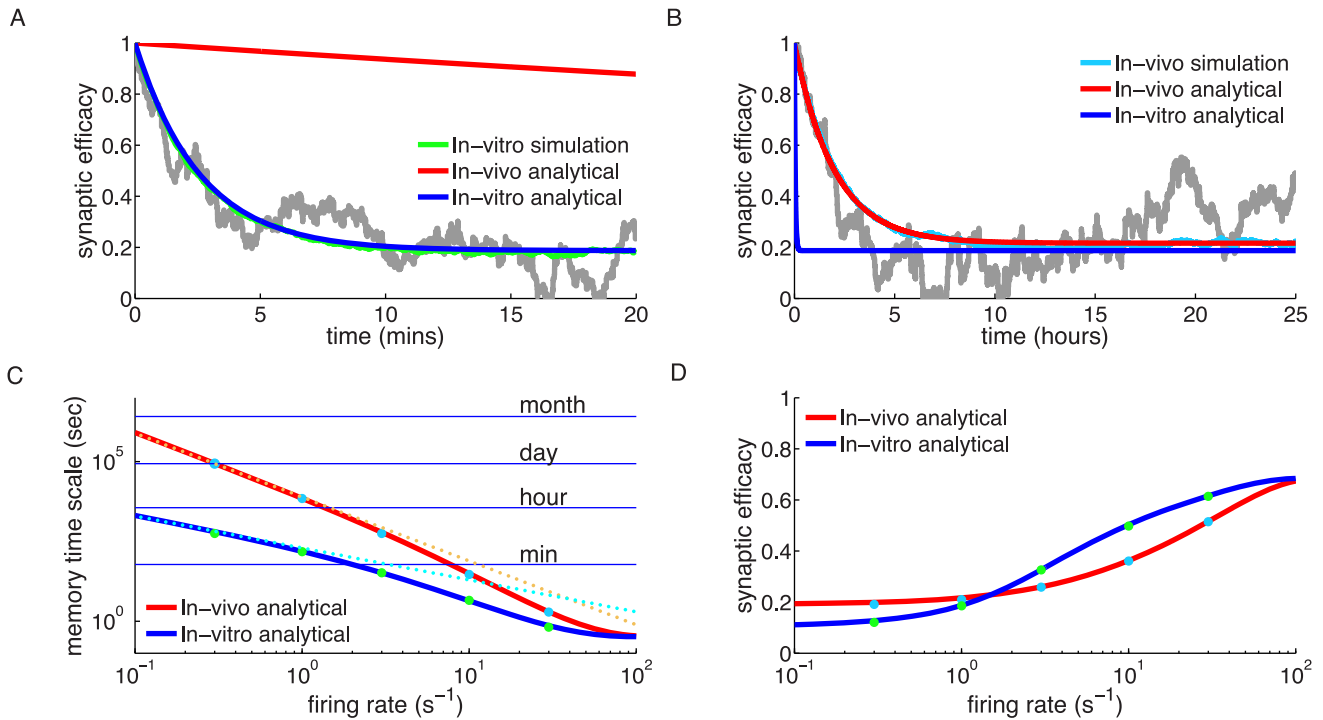 A
1
0.8
0.6
0.4
0.2
0
synaptic efficacy
In−vitro simulation
In−vivo analytical
In−vitro analytical
0 5 10 15 20
time (mins)
B
1
0.8
0.6
0.4
0.2
0
synaptic efficacy
In−vivo simulation
In−vivo analytical
In−vitro analytical
0 5 10 15 20 25
time (hours)
C
memory time scale (sec)
10^5
10^0
month
day
hour
min
In−vivo analytical
In−vitro analytical
10^−1 10^0 10^1 10^2
firing rate (s^−1)
D
1
0.8
0.6
0.4
0.2
0
synaptic efficacy
In−vivo analytical
In−vitro analytical
10^−1 10^0 10^1 10^2
firing rate (s^−1)